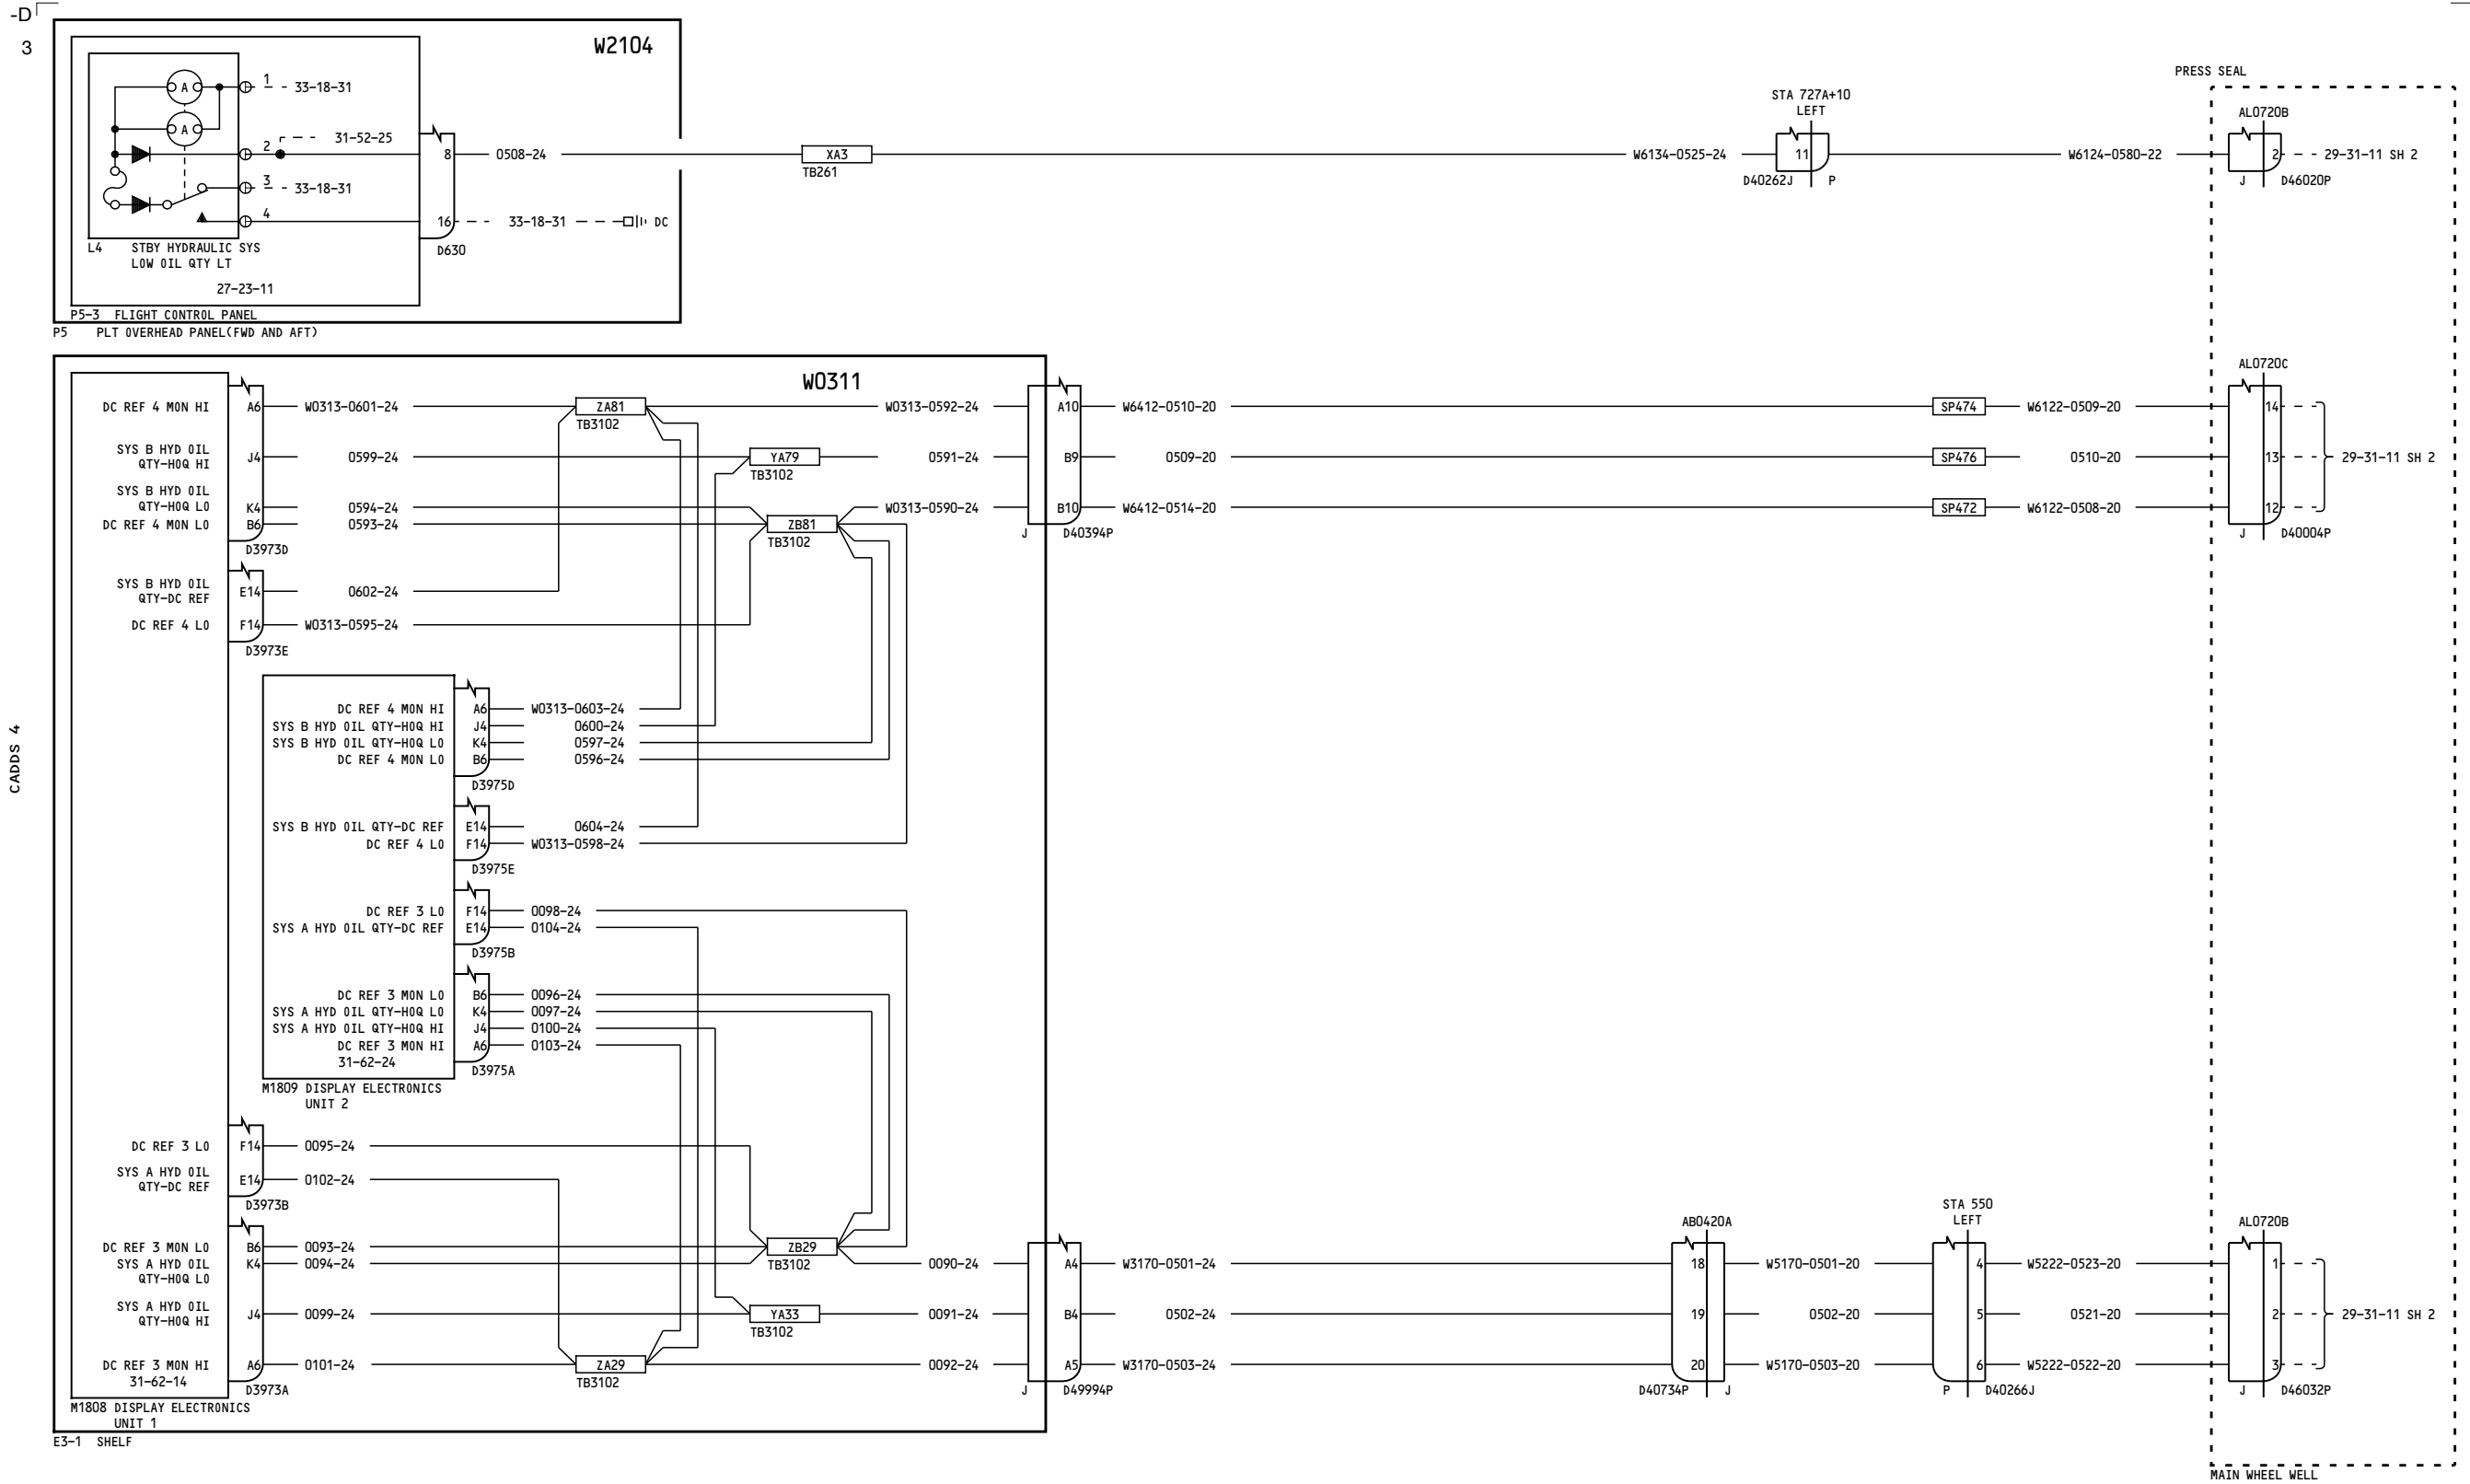 -D
3
CADDS 4
W2104
1
33-18-31
2
31-52-25
3
33-18-31
4
A
A
8
0508-24
16
33-18-31
DC
D630
L4 STBY HYDRAULIC SYS
LOW OIL QTY LT
27-23-11
P5-3 FLIGHT CONTROL PANEL
P5 PLT OVERHEAD PANEL(FWD AND AFT)
XA3
TB261
W6134-0525-24
STA 727A+10
LEFT
11
D40262J P
W6124-0580-22
PRESS SEAL
AL0720B
2
29-31-11 SH 2
J D46020P
W0311
DC REF 4 MON HI
A6
W0313-0601-24
ZA81
TB3102
W0313-0592-24
A10
W6412-0510-20
SP474
W6122-0509-20
AL0720C
14
SYS B HYD OIL
QTY-HOQ HI
J4
0599-24
YA79
TB3102
0591-24
B9
0509-20
SP476
0510-20
13
29-31-11 SH 2
SYS B HYD OIL
QTY-HOQ LO
K4
0594-24
W0313-0590-24
B10
W6412-0514-20
SP472
W6122-0508-20
12
DC REF 4 MON LO
B6
0593-24
ZB81
TB3102
D3973D
J D40394P
J D40004P
SYS B HYD OIL
QTY-DC REF
E14
0602-24
DC REF 4 LO
F14
W0313-0595-24
D3973E
DC REF 4 MON HI
A6
W0313-0603-24
SYS B HYD OIL QTY-HOQ HI
J4
0600-24
SYS B HYD OIL QTY-HOQ LO
K4
0597-24
DC REF 4 MON LO
B6
0596-24
D3975D
SYS B HYD OIL QTY-DC REF
E14
0604-24
DC REF 4 LO
F14
W0313-0598-24
D3975E
DC REF 3 LO
F14
0098-24
SYS A HYD OIL QTY-DC REF
E14
0104-24
D3975B
DC REF 3 MON LO
B6
0096-24
SYS A HYD OIL QTY-HOQ LO
K4
0097-24
SYS A HYD OIL QTY-HOQ HI
J4
0100-24
DC REF 3 MON HI
A6
0103-24
31-62-24
D3975A
M1809 DISPLAY ELECTRONICS
UNIT 2
DC REF 3 LO
F14
0095-24
SYS A HYD OIL
QTY-DC REF
E14
0102-24
D3973B
DC REF 3 MON LO
B6
0093-24
ZB29
TB3102
SYS A HYD OIL
QTY-HOQ LO
K4
0094-24
0090-24
A4
W3170-0501-24
AB0420A
18
W5170-0501-20
STA 550
LEFT
4
W5222-0523-20
AL0720B
1
SYS A HYD OIL
QTY-HOQ HI
J4
0099-24
YA33
TB3102
0091-24
B4
0502-24
19
0502-20
5
0521-20
2
29-31-11 SH 2
DC REF 3 MON HI
A6
0101-24
ZA29
TB3102
0092-24
A5
W3170-0503-24
20
W5170-0503-20
6
W5222-0522-20
3
31-62-14
D3973A
J D49994P
D40734P J
P D40266J
J D46032P
M1808 DISPLAY ELECTRONICS
UNIT 1
E3-1 SHELF
MAIN WHEEL WELL